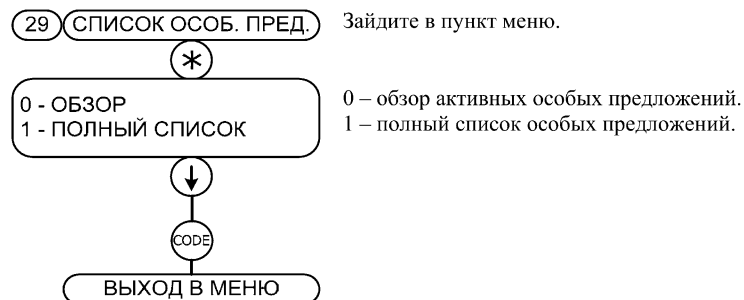 29 СПИСОК ОСОБ. ПРЕД. Зайдите в пункт меню.
*
0 - ОБЗОР 0 – обзор активных особых предложений.
1 - ПОЛНЫЙ СПИСОК 1 – полный список особых предложений.
↓
CODE
ВЫХОД В МЕНЮ